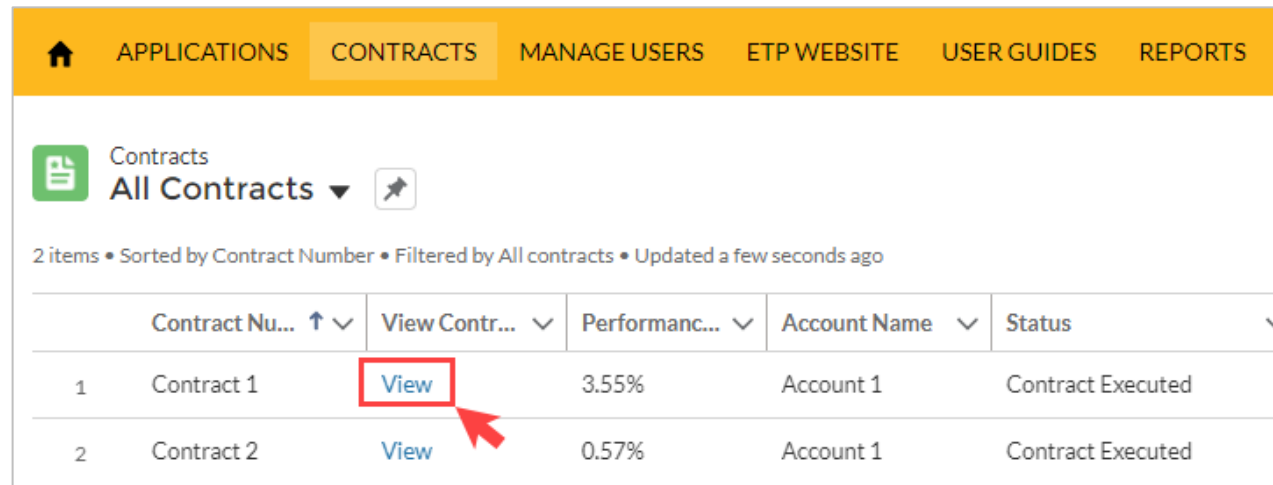 APPLICATIONS CONTRACTS MANAGE USERS ETP WEBSITE USER GUIDES REPORTS
Contracts
All Contracts
2 items • Sorted by Contract Number • Filtered by All contracts • Updated a few seconds ago
Contract Nu... View Contr... Performanc... Account Name Status
1 Contract 1 View 3.55% Account 1 Contract Executed
2 Contract 2 View 0.57% Account 1 Contract Executed